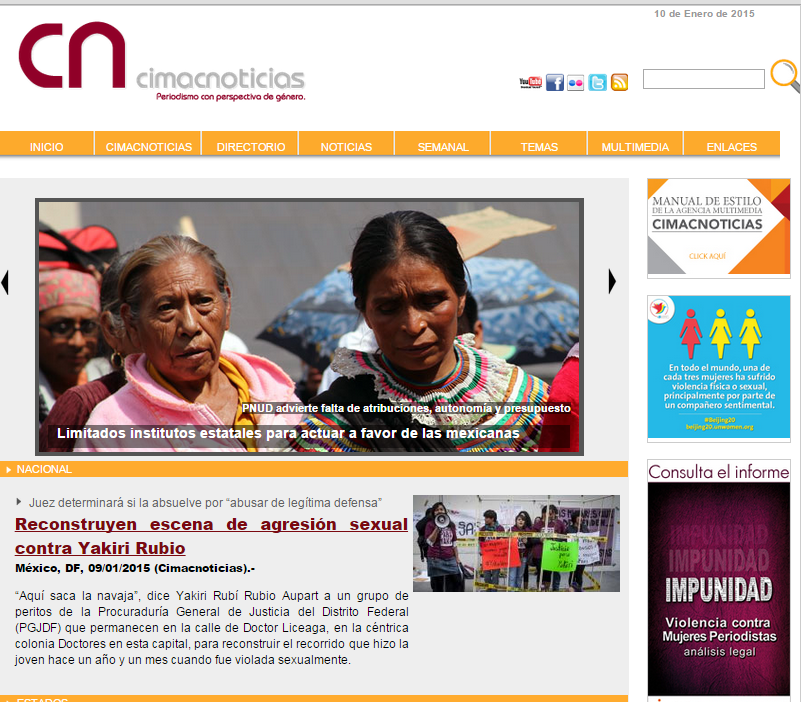 10 de Enero de 2015
cn cimacnoticias
Periodismo con perspectiva de género.
You Tube
INICIO
CIMACNOTICIAS
DIRECTORIO
NOTICIAS
SEMANAL
TEMAS
MULTIMEDIA
ENLACES
PNUD advierte falta de atribuciones, autonomía y presupuesto
Limitados institutos estatales para actuar a favor de las mexicanas
NACIONAL
Juez determinará si la absuelve por “abusar de legítima defensa”
Reconstruyen escena de agresión sexual
contra Yakiri Rubio
México, DF, 09/01/2015 (Cimacnoticias).-
“Aquí saca la navaja”, dice Yakiri Rubí Rubio Aupart a un grupo de
peritos de la Procuraduría General de Justicia del Distrito Federal
(PGJDF) que permanecen en la calle de Doctor Liceaga, en la céntrica
colonia Doctores en esta capital, para reconstruir el recorrido que hizo la
joven hace un año y un mes cuando fue violada sexualmente.
ESTADOS
MANUAL DE ESTILO
DE LA AGENCIA MULTIMEDIA
CIMACNOTICIAS
CLICK AQUÍ
En todo el mundo, una de
cada tres mujeres ha sufrido
violencia física o sexual,
principalmente por parte de
un compañero sentimental.
#Beijing20
beijing20.unwomen.org
Consulta el informe
IMPUNIDAD
IMPUNIDAD
IMPUNIDAD
Violencia contra
Mujeres Periodistas
análisis legal